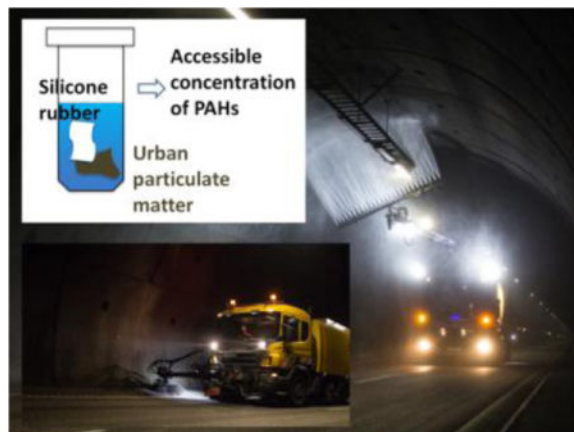 Silicone
rubber
Accessible
concentration
of PAHs
Urban
particulate
matter